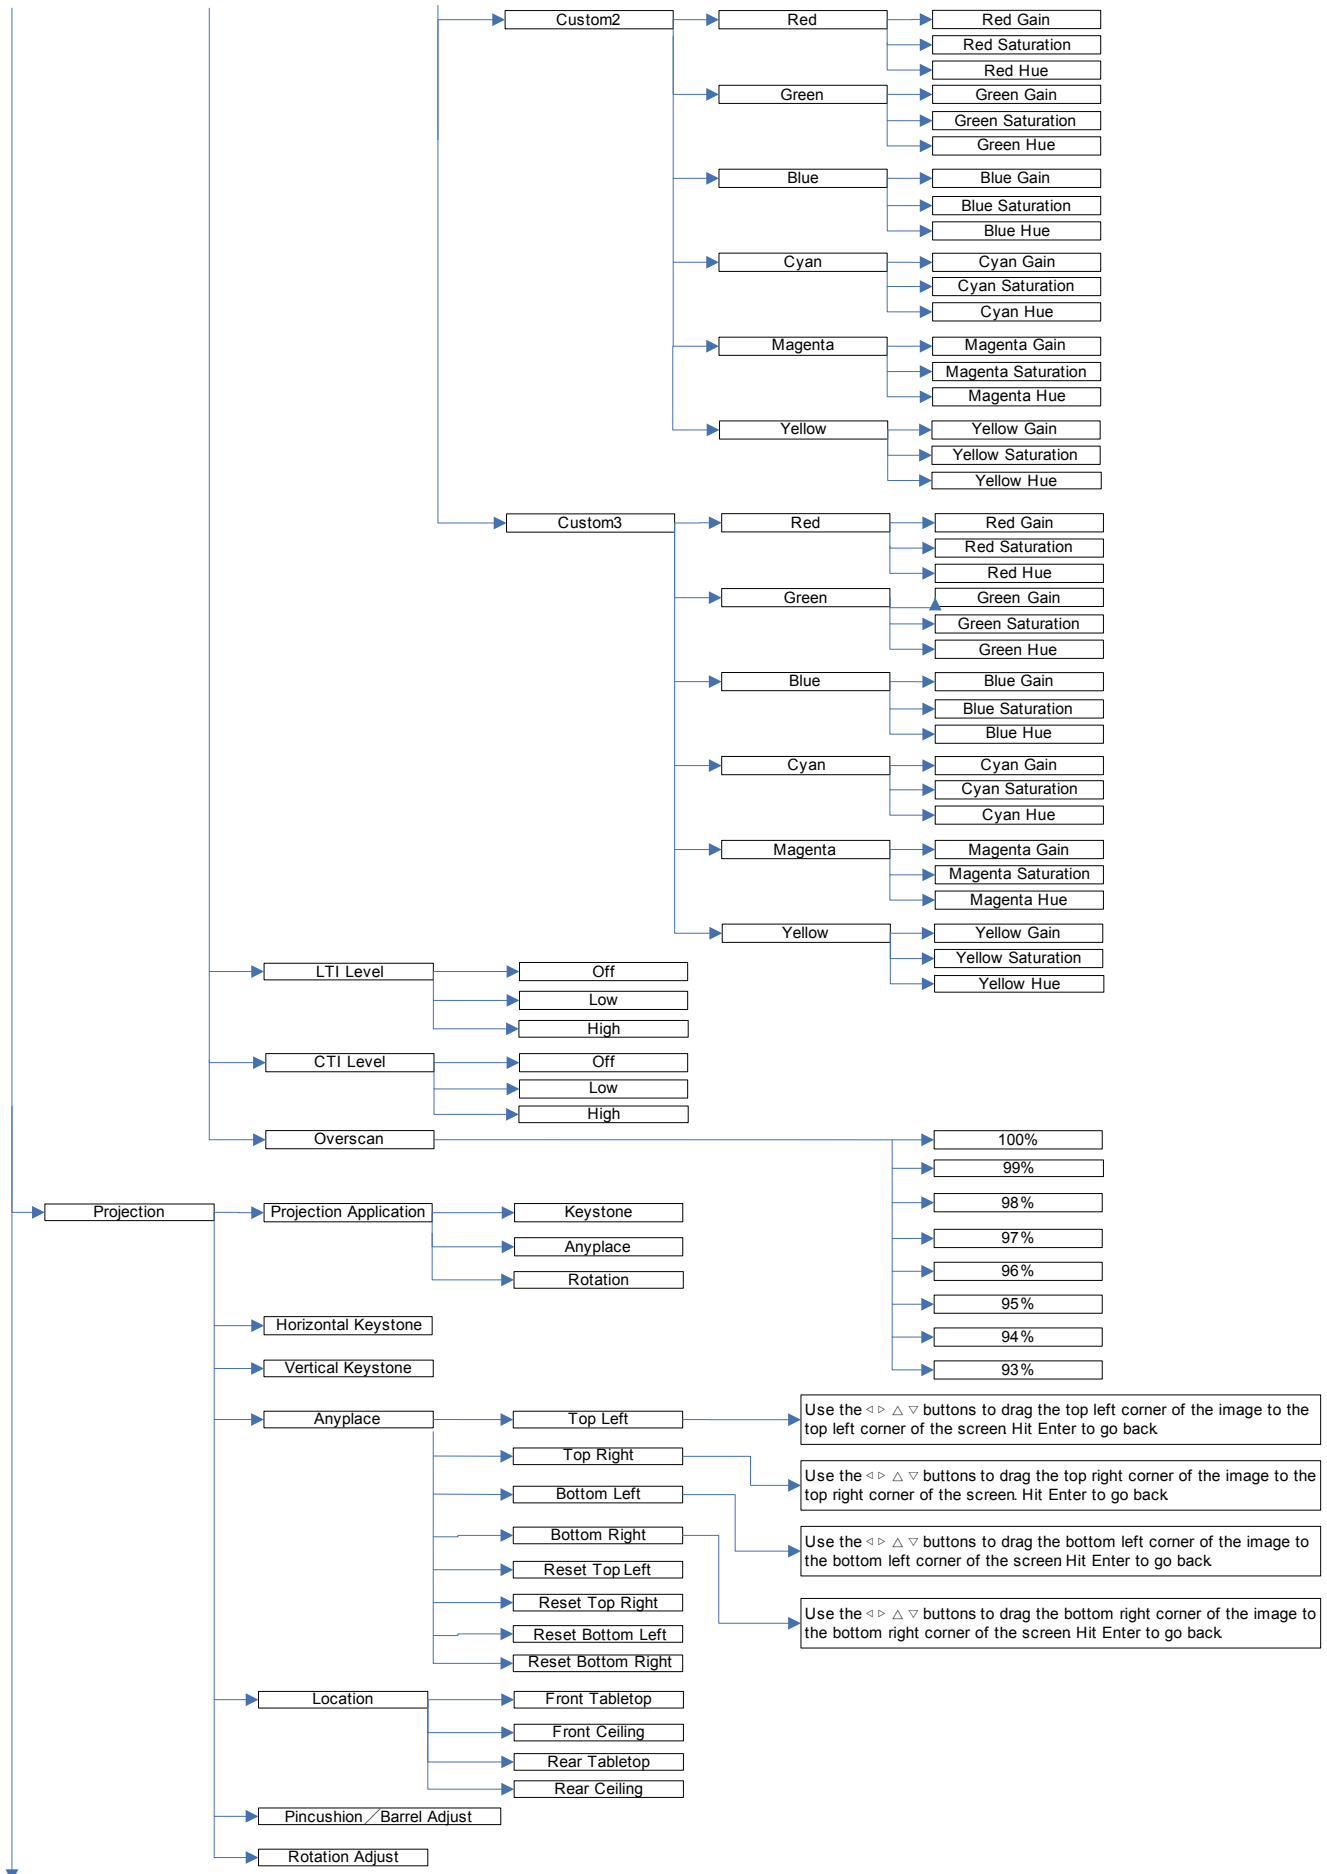 Custom2
Red
Red Gain
Red Saturation
Red Hue
Green
Green Gain
Green Saturation
Green Hue
Blue
Blue Gain
Blue Saturation
Blue Hue
Cyan
Cyan Gain
Cyan Saturation
Cyan Hue
Magenta
Magenta Gain
Magenta Saturation
Magenta Hue
Yellow
Yellow Gain
Yellow Saturation
Yellow Hue
Custom3
Red
Red Gain
Red Saturation
Red Hue
Green
Green Gain
Green Saturation
Green Hue
Blue
Blue Gain
Blue Saturation
Blue Hue
Cyan
Cyan Gain
Cyan Saturation
Cyan Hue
Magenta
Magenta Gain
Magenta Saturation
Magenta Hue
Yellow
Yellow Gain
Yellow Saturation
Yellow Hue
LTI Level
Off
Low
High
CTI Level
Off
Low
High
Overscan
100%
99%
98%
97%
96%
95%
94%
93%
Projection
Projection Application
Keystone
Anyplace
Rotation
Horizontal Keystone
Vertical Keystone
Anyplace
Top Left
Use the ◁ ▷ △ ▽ buttons to drag the top left corner of the image to the
top left corner of the screen Hit Enter to go back
Top Right
Use the ◁ ▷ △ ▽ buttons to drag the top right corner of the image to the
top right corner of the screen. Hit Enter to go back
Bottom Left
Use the ◁ ▷ △ ▽ buttons to drag the bottom left corner of the image to
the bottom left corner of the screen Hit Enter to go back
Bottom Right
Use the ◁ ▷ △ ▽ buttons to drag the bottom right corner of the image to
the bottom right corner of the screen Hit Enter to go back
Reset Top Left
Reset Top Right
Reset Bottom Left
Reset Bottom Right
Location
Front Tabletop
Front Ceiling
Rear Tabletop
Rear Ceiling
Pincushion／Barrel Adjust
Rotation Adjust